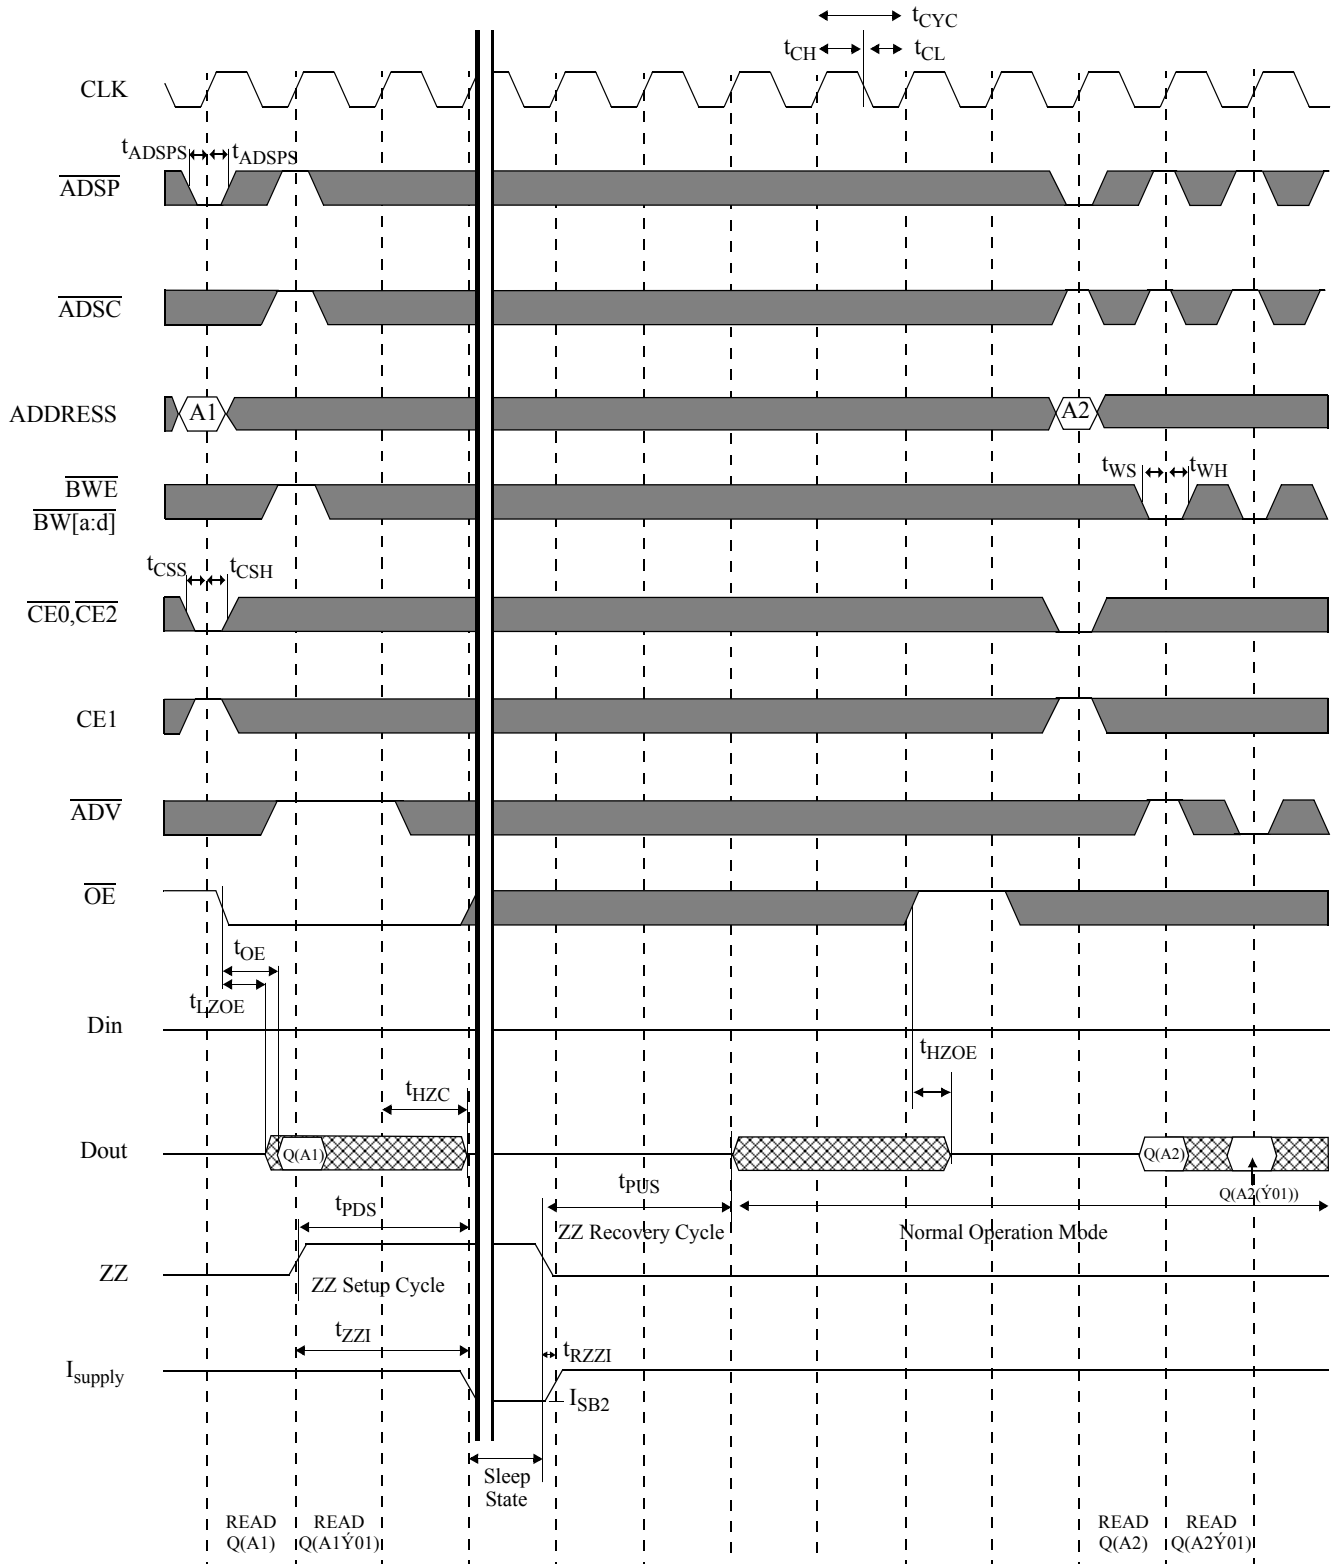 tCYC
tCH
tCL
CLK
tADSPS
tADSPS
ADSP
ADSC
ADDRESS
A1
A2
tWS
tWH
BWE
BW[a:d]
tCSS
tCSH
CE0,CE2
CE1
ADV
OE
tOE
tLZOE
Din
tHZOE
tHZC
Dout
Q(A1)
Q(A2)
Q(A2(Ý01))
tPUS
tPDS
ZZ Recovery Cycle
Normal Operation Mode
ZZ
ZZ Setup Cycle
tZZI
tRZZI
Isupply
ISB2
Sleep
State
READ
Q(A1)
READ
Q(A1Ý01)
READ
Q(A2)
READ
Q(A2Ý01)